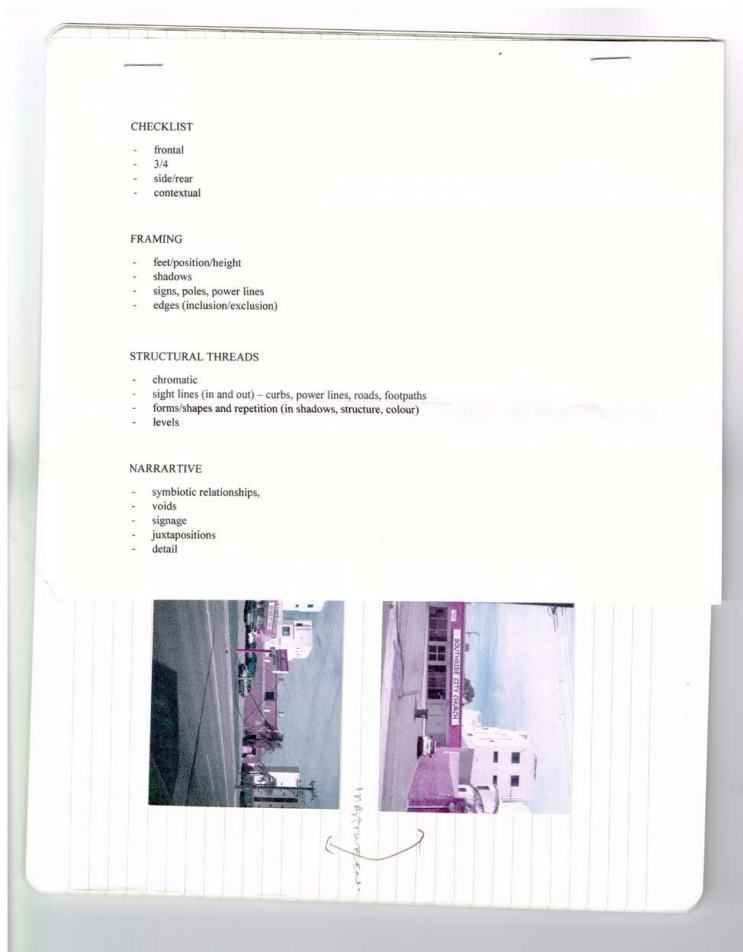 CHECKLIST
- frontal
- 3/4
- side/rear
- contextual
FRAMING
- feet/position/height
- shadows
- signs, poles, power lines
- edges (inclusion/exclusion)
STRUCTURAL THREADS
- chromatic
- sight lines (in and out) – curbs, power lines, roads, footpaths
- forms/shapes and repetition (in shadows, structure, colour)
- levels
NARRARTIVE
- symbiotic relationships,
- voids
- signage
- juxtapositions
- detail
SOUTHSIDE CITY CHURCH